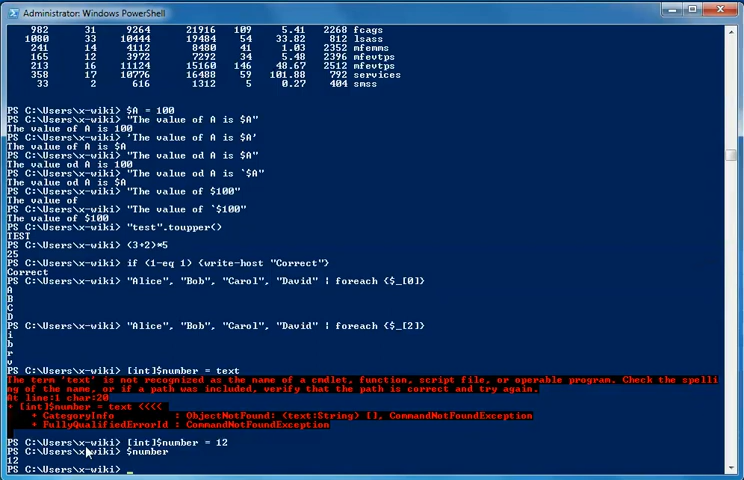 Administrator: Windows PowerShell
982 31 9264 21916 109 5.41 2268 fcags
1080 33 10444 19484 54 33.82 812 lsass
241 14 4112 8480 41 1.03 2352 mfemms
165 12 3972 7292 34 5.48 2396 mfevtps
213 16 11124 15160 146 48.67 2512 mfevtps
358 17 10776 16488 59 101.88 792 services
33 2 616 1312 5 0.27 404 smss
PS C:\Users\x-wiki> $A = 100
PS C:\Users\x-wiki> "The value of A is $A"
The value of A is 100
PS C:\Users\x-wiki> 'The value of A is $A'
The value of A is $A
PS C:\Users\x-wiki> "The value od A is $A"
The value od A is 100
PS C:\Users\x-wiki> "The value od A is `$A"
The value od A is $A
PS C:\Users\x-wiki> "The value of $100"
The value of
PS C:\Users\x-wiki> "The value of `$100"
The value of $100
PS C:\Users\x-wiki> "test".toupper()
TEST
PS C:\Users\x-wiki> (3+2)*5
25
PS C:\Users\x-wiki> if (1-eq 1) {write-host "Correct"}
Correct
PS C:\Users\x-wiki> "Alice", "Bob", "Carol", "David" | foreach {$_[0]}
A
B
C
D
PS C:\Users\x-wiki> "Alice", "Bob", "Carol", "David" | foreach {$_[2]}
i
b
r
v
PS C:\Users\x-wiki> [int]$number = text
The term 'text' is not recognized as the name of a cmdlet, function, script file, or operable program. Check the spelli
ng of the name, or if a path was included, verify that the path is correct and try again.
At line:1 char:20
+ [int]$number = text <<<<
+ CategoryInfo : ObjectNotFound: (text:String) [], CommandNotFoundException
+ FullyQualifiedErrorId : CommandNotFoundException
PS C:\Users\x-wiki> [int]$number = 12
PS C:\Users\x-wiki> $number
12
PS C:\Users\x-wiki> _